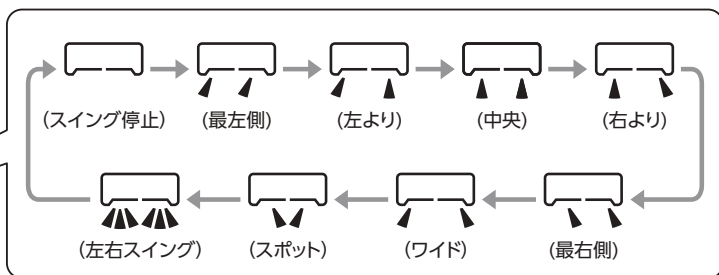 (スイング停止)
(最左側)
(左より)
(中央)
(右より)
(左右スイング)
(スポット)
(ワイド)
(最右側)